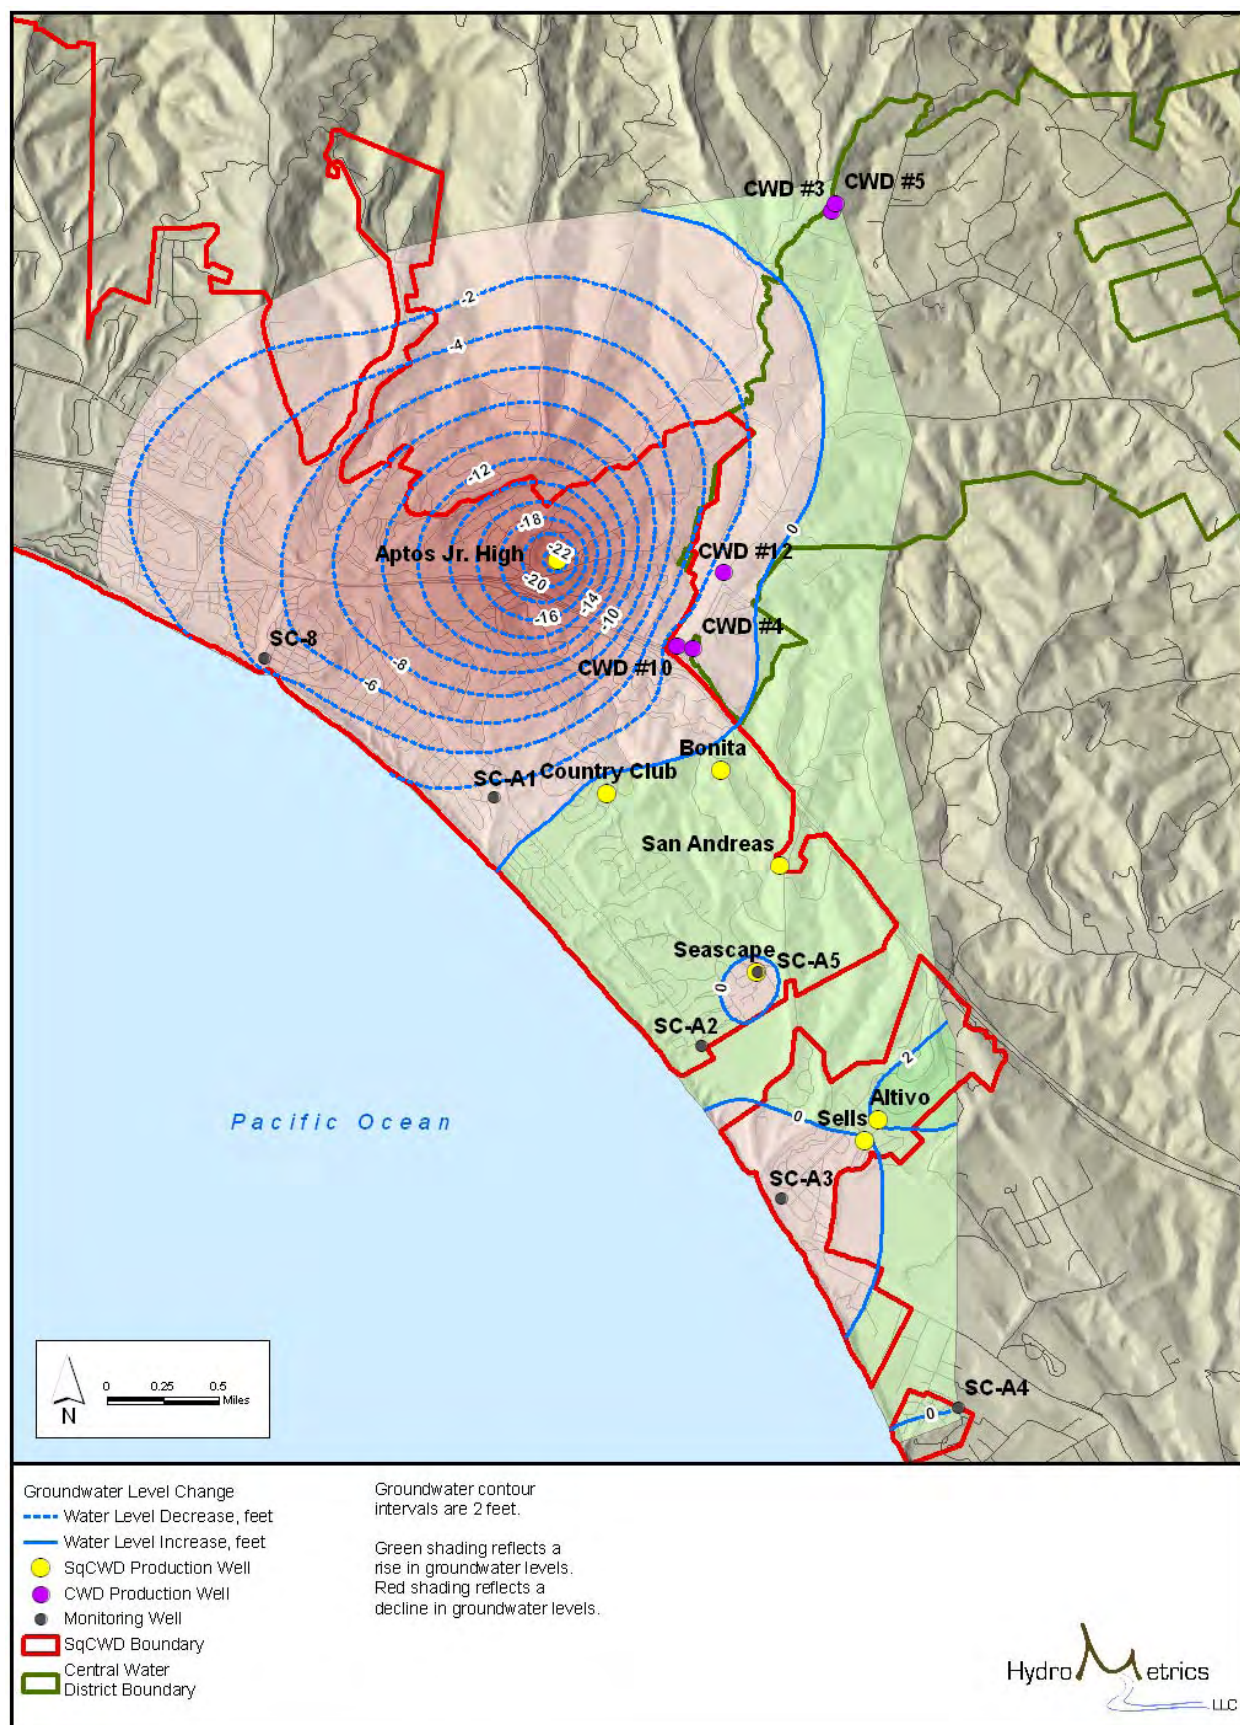 CWD #3
CWD #5
-2
-4
-12
-18
Aptos Jr. High
-22
-20
-14
-16
-10
0
CWD #12
CWD #4
CWD #10
SC-8
-8
-6
Bonita
SC-A1
Country Club
San Andreas
Seascape
SC-A5
0
SC-A2
2
Altivo
0
Sells
Pacific Ocean
SC-A3
SC-A4
0
0 0.25 0.5
Miles
N
Groundwater Level Change
Water Level Decrease, feet
Water Level Increase, feet
SqCWD Production Well
CWD Production Well
Monitoring Well
SqCWD Boundary
Central Water
District Boundary
Groundwater contour
intervals are 2 feet.
Green shading reflects a
rise in groundwater levels.
Red shading reflects a
decline in groundwater levels.
HydroMetrics
LLC